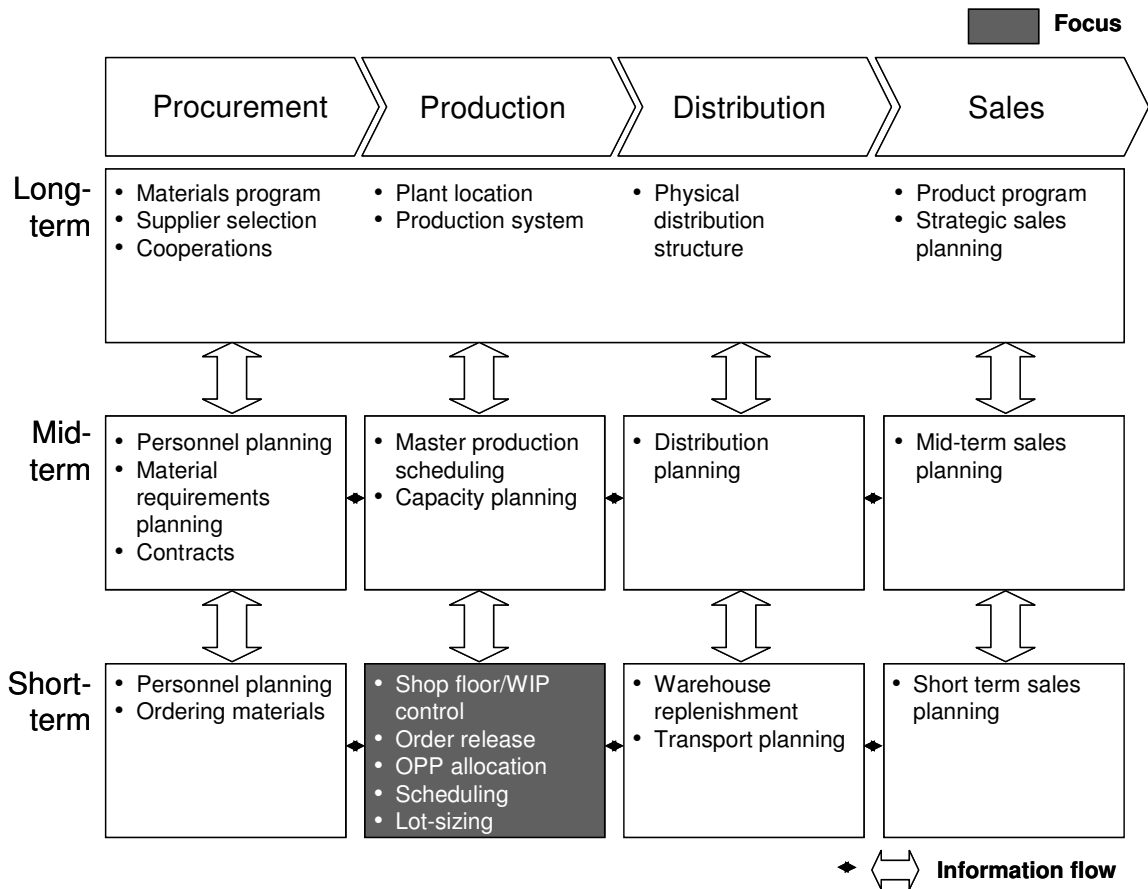 Focus
Procurement
Production
Distribution
Sales
Long-
term
• Materials program
• Supplier selection
• Cooperations
• Plant location
• Production system
• Physical
distribution
structure
• Product program
• Strategic sales
planning
Mid-
term
• Personnel planning
• Material
requirements
planning
• Contracts
• Master production
scheduling
• Capacity planning
• Distribution
planning
• Mid-term sales
planning
Short-
term
• Personnel planning
• Ordering materials
• Shop floor/WIP
control
• Order release
• OPP allocation
• Scheduling
• Lot-sizing
• Warehouse
replenishment
• Transport planning
• Short term sales
planning
Information flow